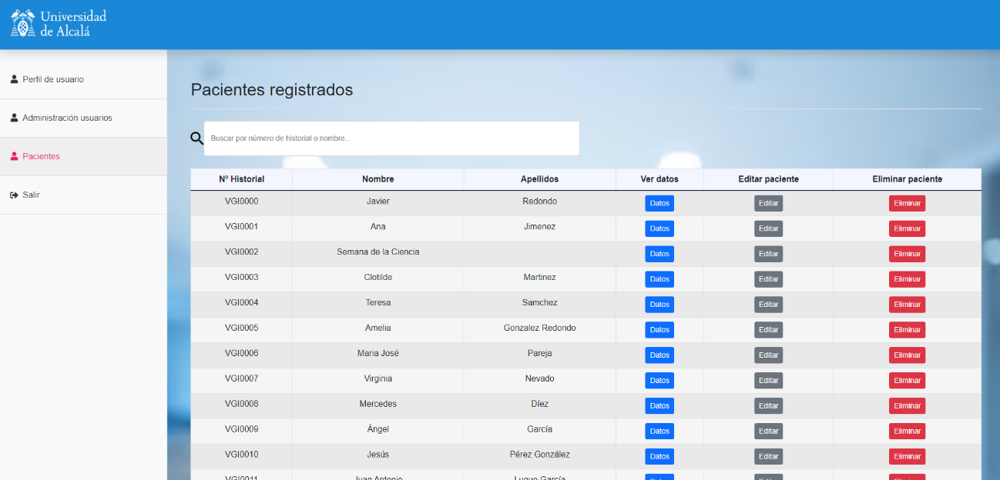 Universidad
de Alcalá
Perfil de usuario
Administración usuarios
Pacientes
Salir
Pacientes registrados
Buscar por número de historial o nombre...
Nº Historial Nombre Apellidos Ver datos Editar paciente Eliminar paciente
VGI0000 Javier Redondo Datos Editar Eliminar
VGI0001 Ana Jimenez Datos Editar Eliminar
VGI0002 Semana de la Ciencia Datos Editar Eliminar
VGI0003 Clotilde Martinez Datos Editar Eliminar
VGI0004 Teresa Samchez Datos Editar Eliminar
VGI0005 Amelia Gonzalez Redondo Datos Editar Eliminar
VGI0006 Maria José Pareja Datos Editar Eliminar
VGI0007 Virginia Nevado Datos Editar Eliminar
VGI0008 Mercedes Díez Datos Editar Eliminar
VGI0009 Ángel García Datos Editar Eliminar
VGI0010 Jesús Pérez González Datos Editar Eliminar
VGI0011 Juan Antonio Luque García Datos Editar Eliminar